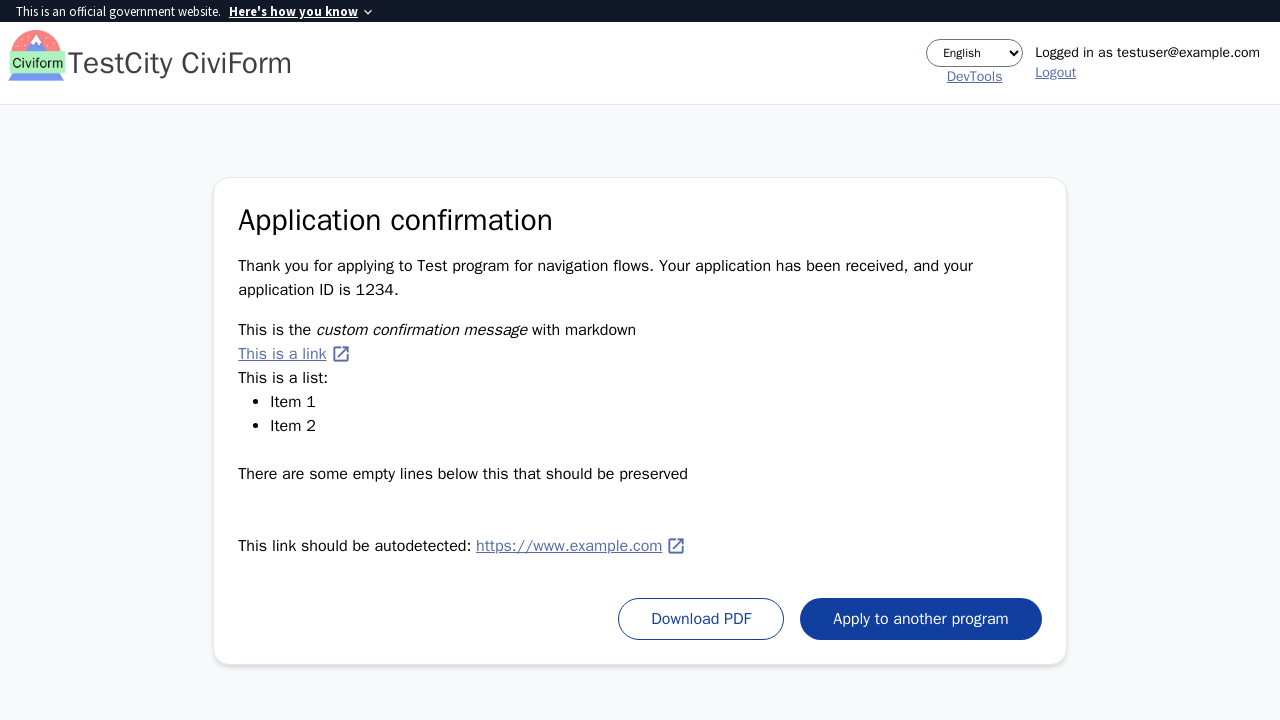 This is an official government website. Here's how you know
Civiform
TestCity CiviForm
English
DevTools
Logged in as testuser@example.com
Logout
Application confirmation
Thank you for applying to Test program for navigation flows. Your application has been received, and your
application ID is 1234.
This is the custom confirmation message with markdown
This is a link
This is a list:
• Item 1
• Item 2
There are some empty lines below this that should be preserved
This link should be autodetected: https://www.example.com
Download PDF
Apply to another program